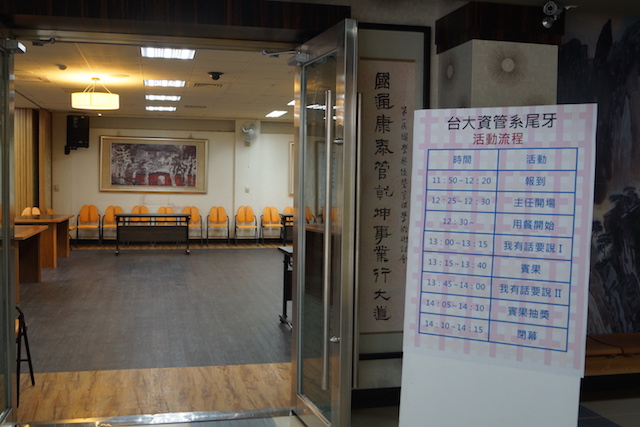 台大資管系尾牙
活動流程
時間 活動
11:50~12:20 報到
12:25~12:30 主任開場
12:30~ 用餐開始
13:00~13:15 我有話要說 I
13:15~13:40 賓果
13:45~14:00 我有話要說 II
14:05~14:10 賓果抽獎
14:10~14:15 閉幕
國運康泰管乾坤事業行大道